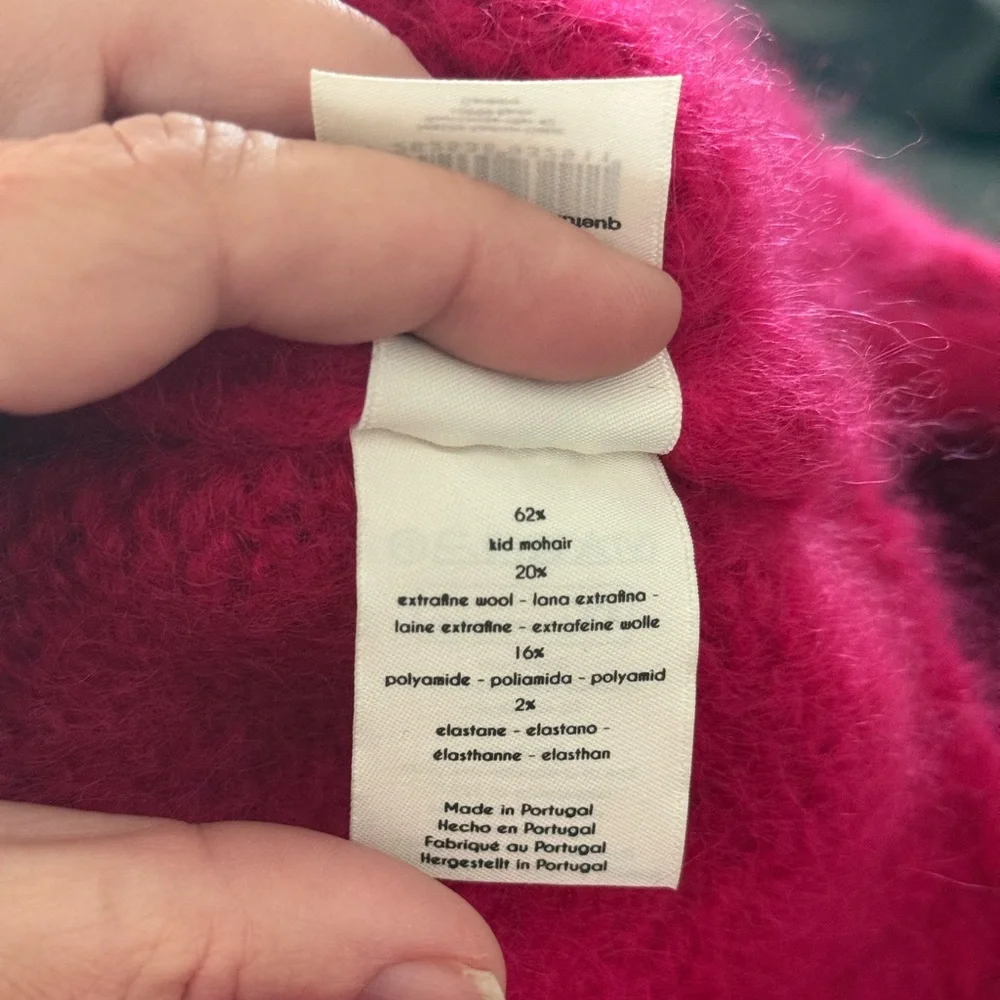 62%
kid mohair
20%
extrafine wool - lana extrafina -
laine extrafine - extrafeine wolle
16%
polyamide - poliamida - polyamid
2%
elastane - elastano -
élasthanne - elasthan
Made in Portugal
Hecho en Portugal
Fabriqué au Portugal
Hergestellt in Portugal